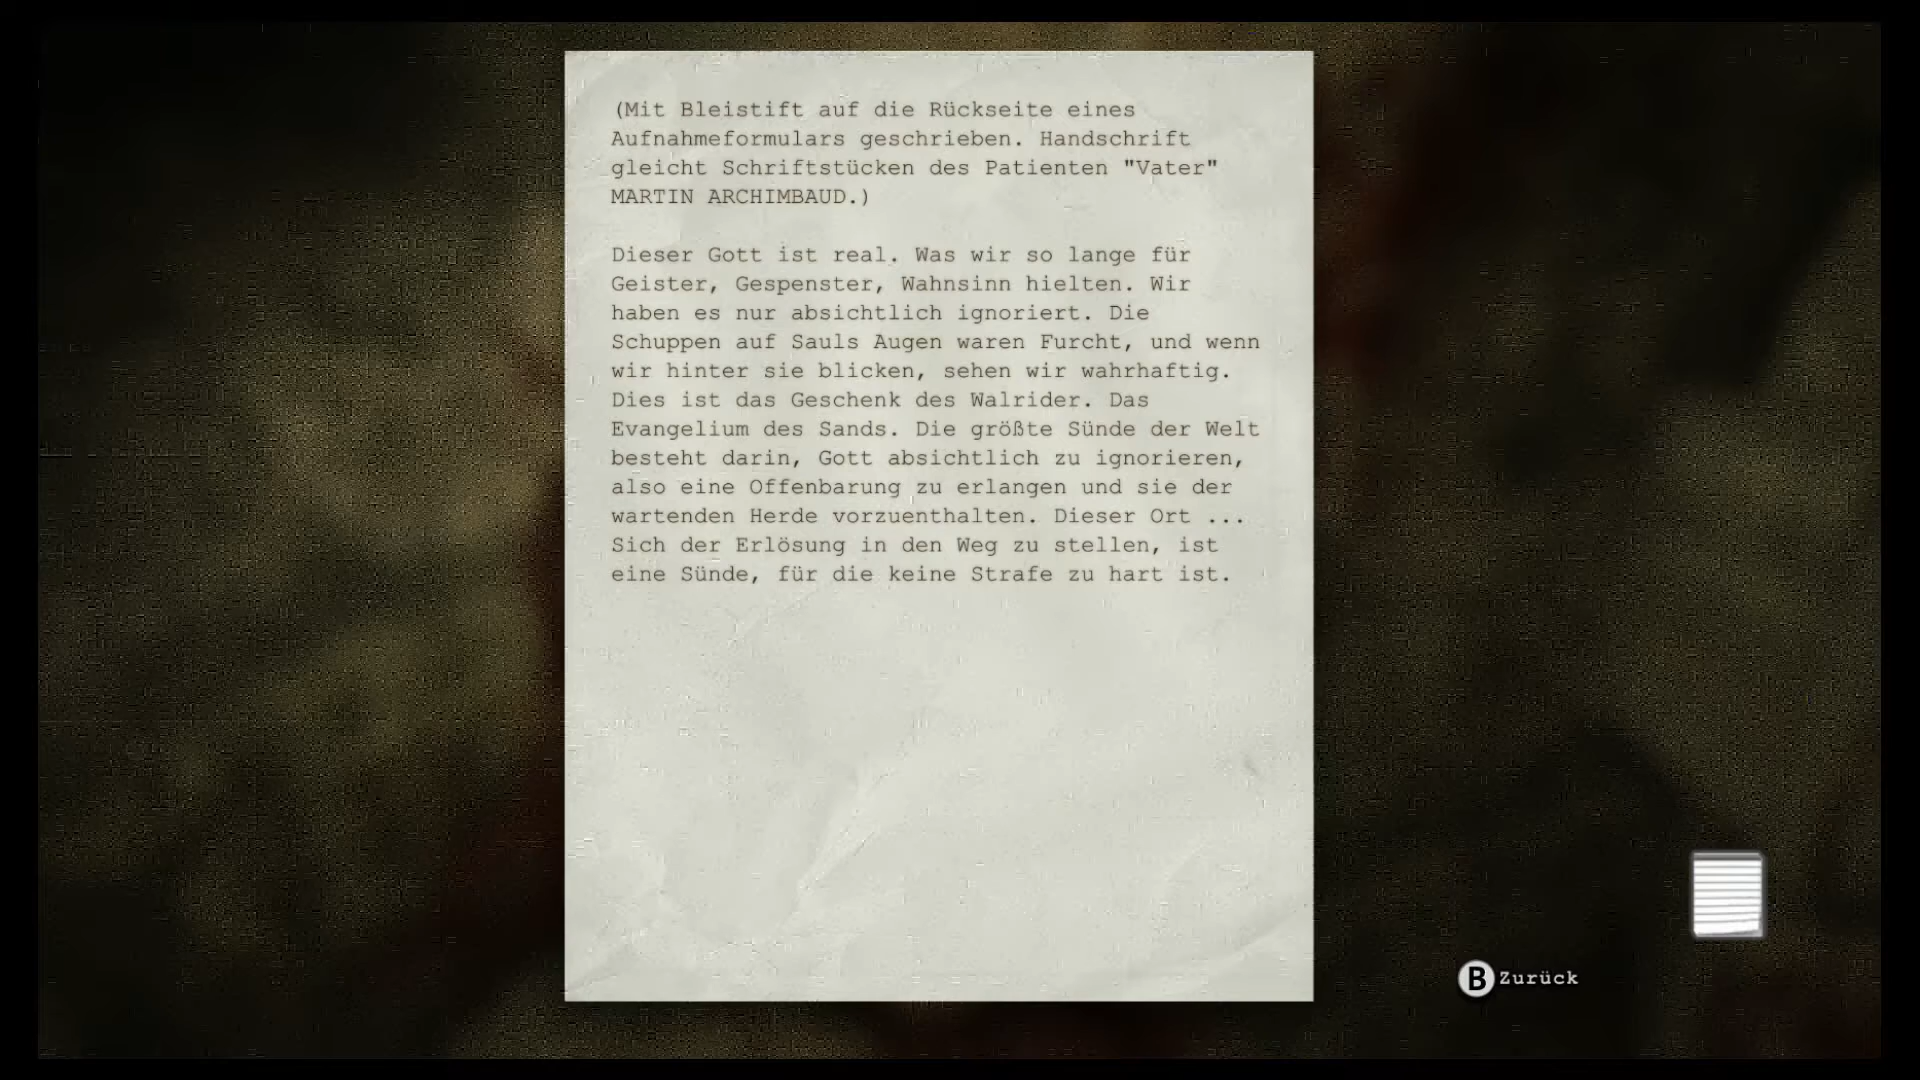 (Mit Bleistift auf die Rückseite eines
Aufnahmeformulars geschrieben. Handschrift
gleicht Schriftstücken des Patienten "Vater"
MARTIN ARCHIMBAUD.)
Dieser Gott ist real. Was wir so lange für
Geister, Gespenster, Wahnsinn hielten. Wir
haben es nur absichtlich ignoriert. Die
Schuppen auf Sauls Augen waren Furcht, und wenn
wir hinter sie blicken, sehen wir wahrhaftig.
Dies ist das Geschenk des Walrider. Das
Evangelium des Sands. Die größte Sünde der Welt
besteht darin, Gott absichtlich zu ignorieren,
also eine Offenbarung zu erlangen und sie der
wartenden Herde vorzuenthalten. Dieser Ort ...
Sich der Erlösung in den Weg zu stellen, ist
eine Sünde, für die keine Strafe zu hart ist.
B Zurück